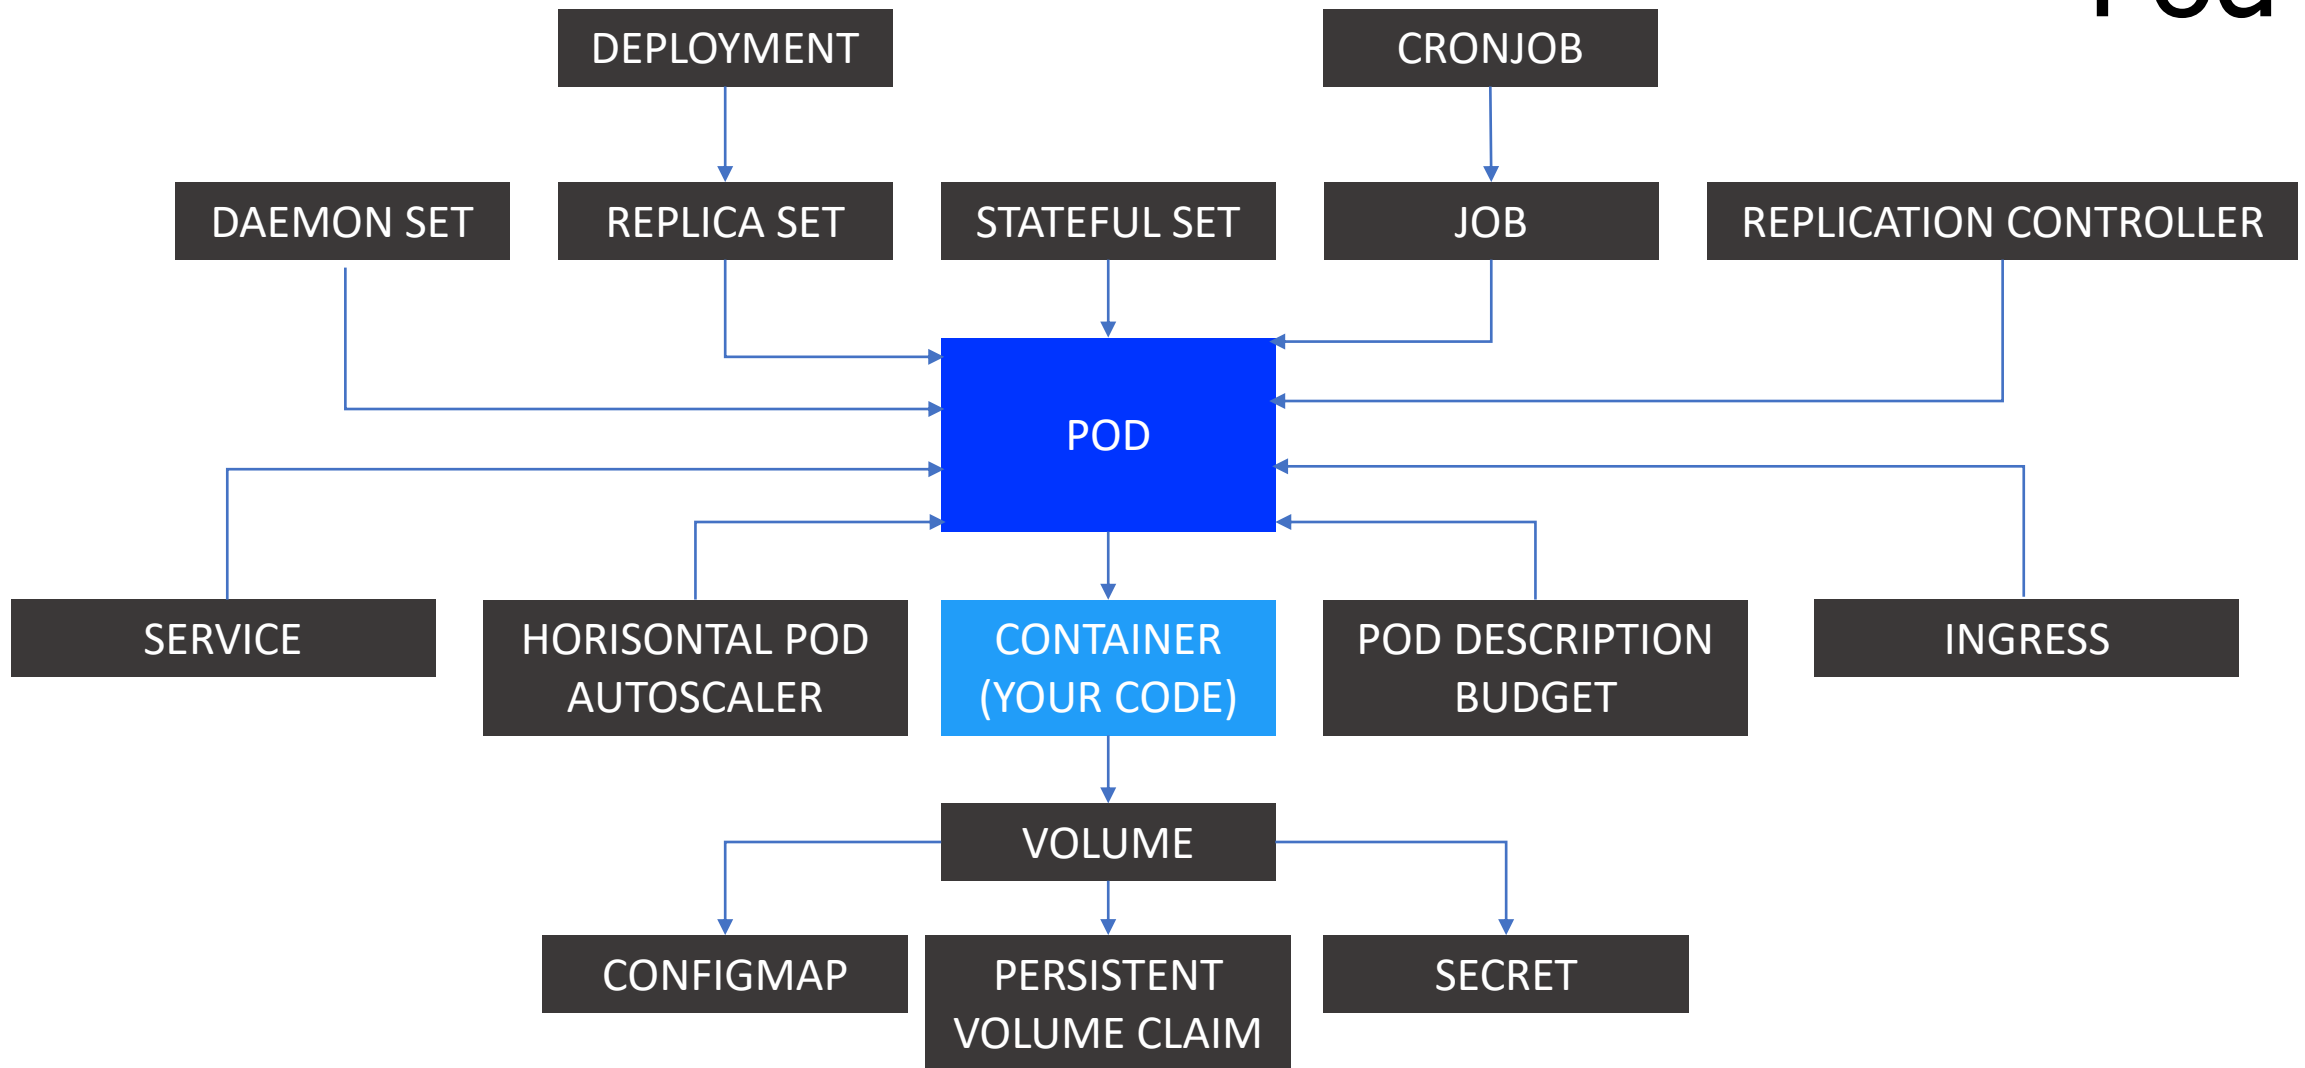 Pod
DEPLOYMENT
CRONJOB
DAEMON SET
REPLICA SET
STATEFUL SET
JOB
REPLICATION CONTROLLER
POD
SERVICE
HORISONTAL POD
AUTOSCALER
CONTAINER
(YOUR CODE)
POD DESCRIPTION
BUDGET
INGRESS
VOLUME
CONFIGMAP
PERSISTENT
VOLUME CLAIM
SECRET